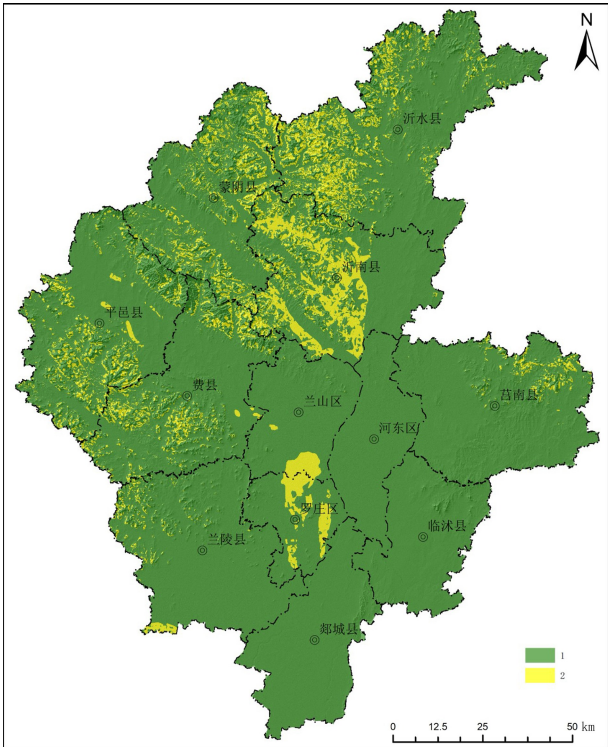 N
沂水县
蒙阴县
沂南县
平邑县
费县
兰山区
莒南县
河东区
罗庄区
临沭县
兰陵县
郯城县
1
2
0 12.5 25 50 km